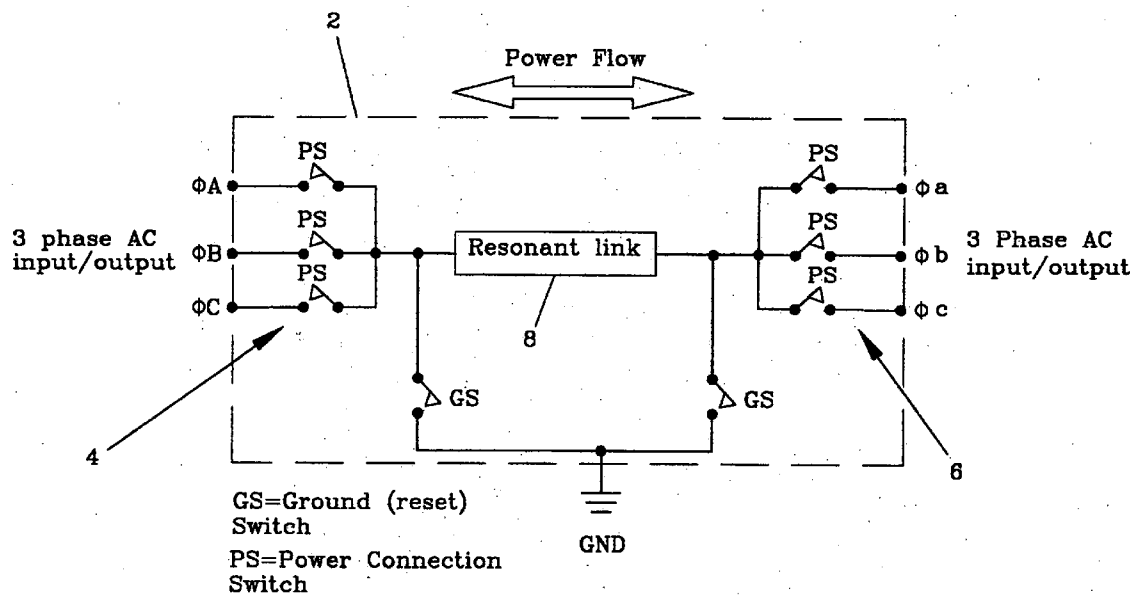 2
Power Flow
PS
PS
ΦA
Φa
3 phase AC
input/output
PS
PS
ΦB
Resonant link
Φb
3 Phase AC
input/output
PS
PS
ΦC
Φc
8
GS
GS
4
6
GS=Ground (reset)
Switch
GND
PS=Power Connection
Switch